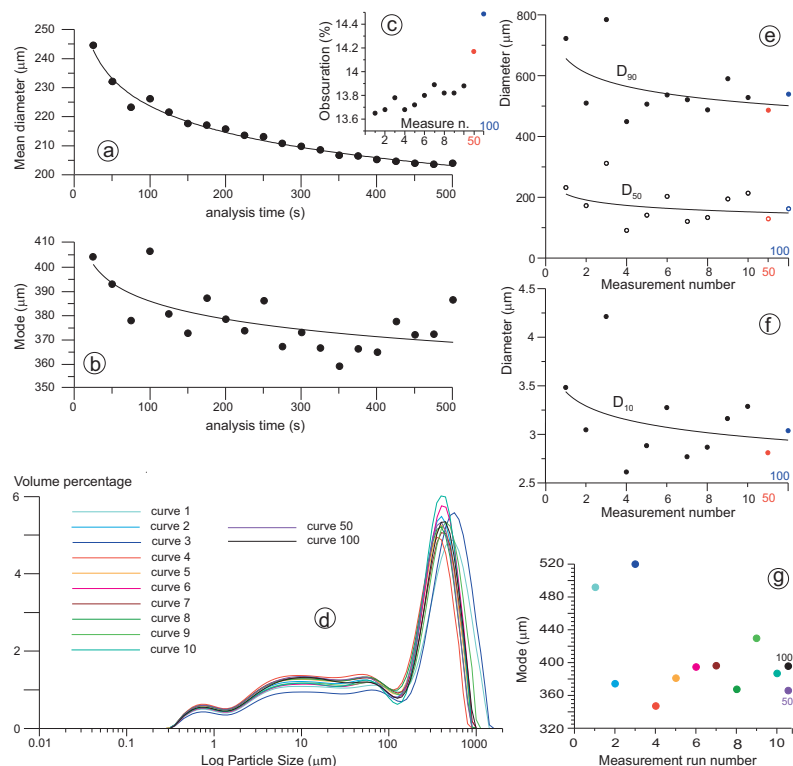 250
240
230
220
210
200
0 100 200 300 400 500
Mean diameter (μm)
analysis time (s)
a
14.4
14.2
14
13.8
13.6
Obscuration (%)
Measure n.
2 4 6 8 50
100
c
410
400
390
380
370
360
350
0 100 200 300 400 500
Mode (μm)
analysis time (s)
b
800
600
400
200
0
0 2 4 6 8 10 50
100
Diameter (μm)
D90
D50
Measurement number
e
4.5
4
3.5
3
2.5
0 2 4 6 8 10 50
100
Diameter (μm)
D10
Measurement number
f
Volume percentage
6
4
2
0
0.01 0.1 1 10 100 1000
Log Particle Size (μm)
curve 1
curve 2
curve 3
curve 4
curve 5
curve 6
curve 7
curve 8
curve 9
curve 10
curve 50
curve 100
d
520
480
440
400
360
320
0 2 4 6 8 10
Mode (μm)
100
50
Measurement run number
g